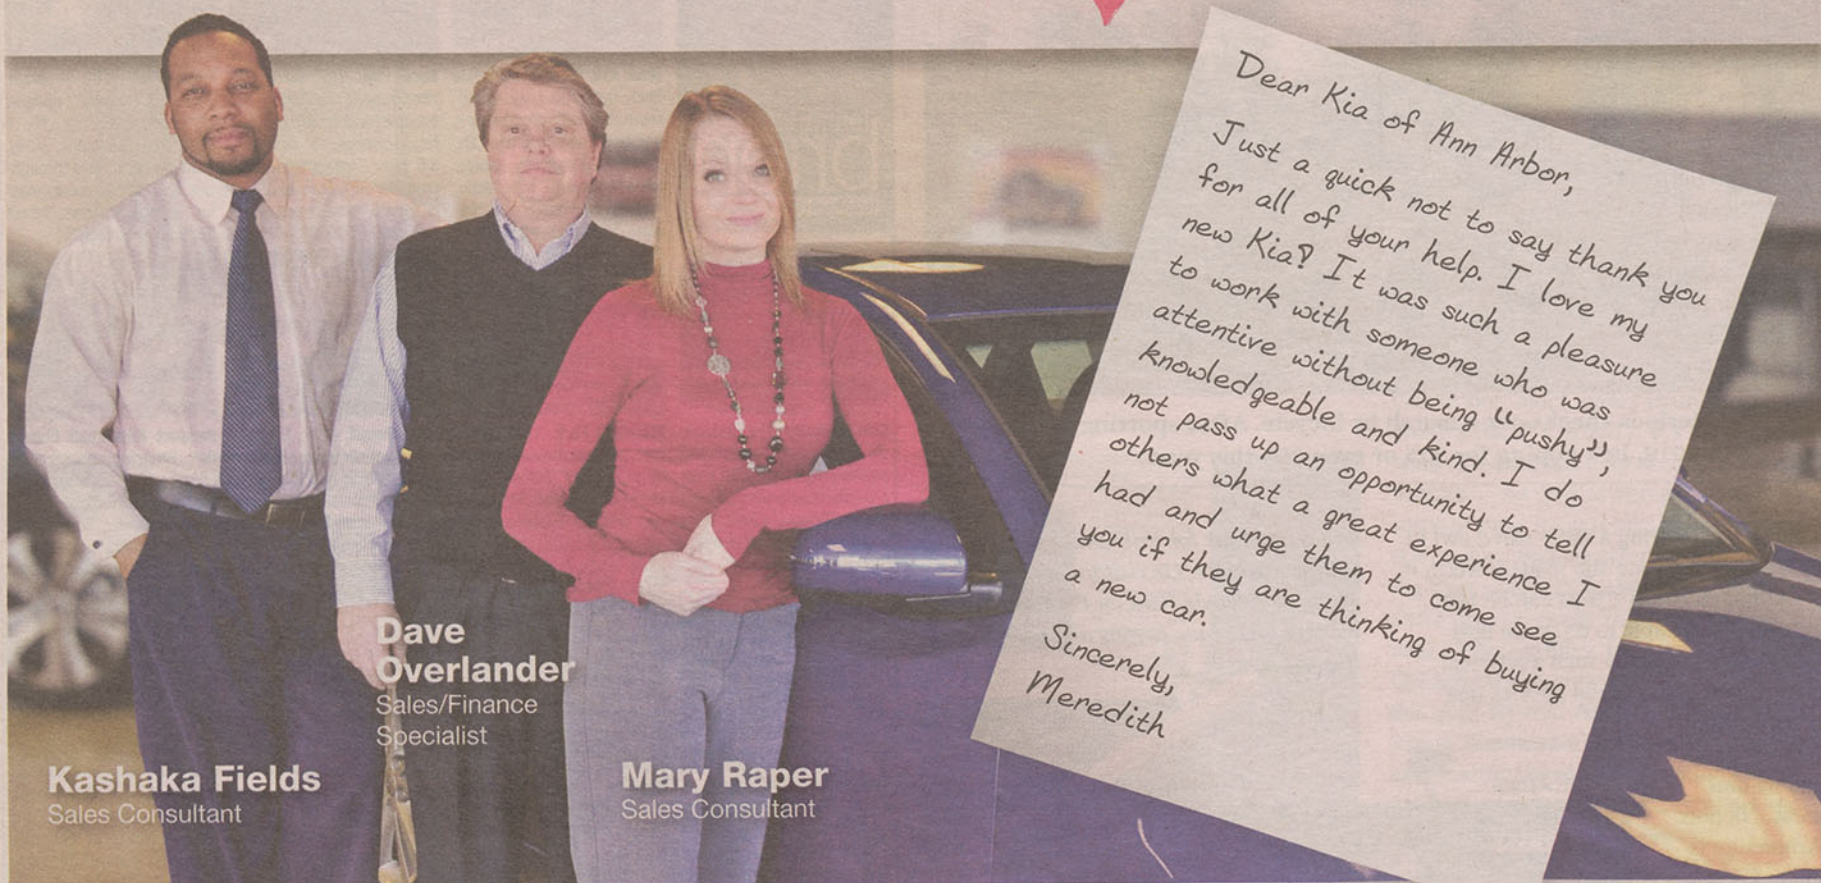 Dear Kia of Ann Arbor,
Just a quick not to say thank you
for all of your help. I love my
new Kia? It was such a pleasure
to work with someone who was
attentive without being "pushy",
knowledgeable and kind. I do
not pass up an opportunity to tell
others what a great experience I
had and urge them to come see
you if they are thinking of buying
a new car.
Sincerely,
Meredith
Dave
Overlander
Sales/Finance
Specialist
Kashaka Fields
Sales Consultant
Mary Raper
Sales Consultant